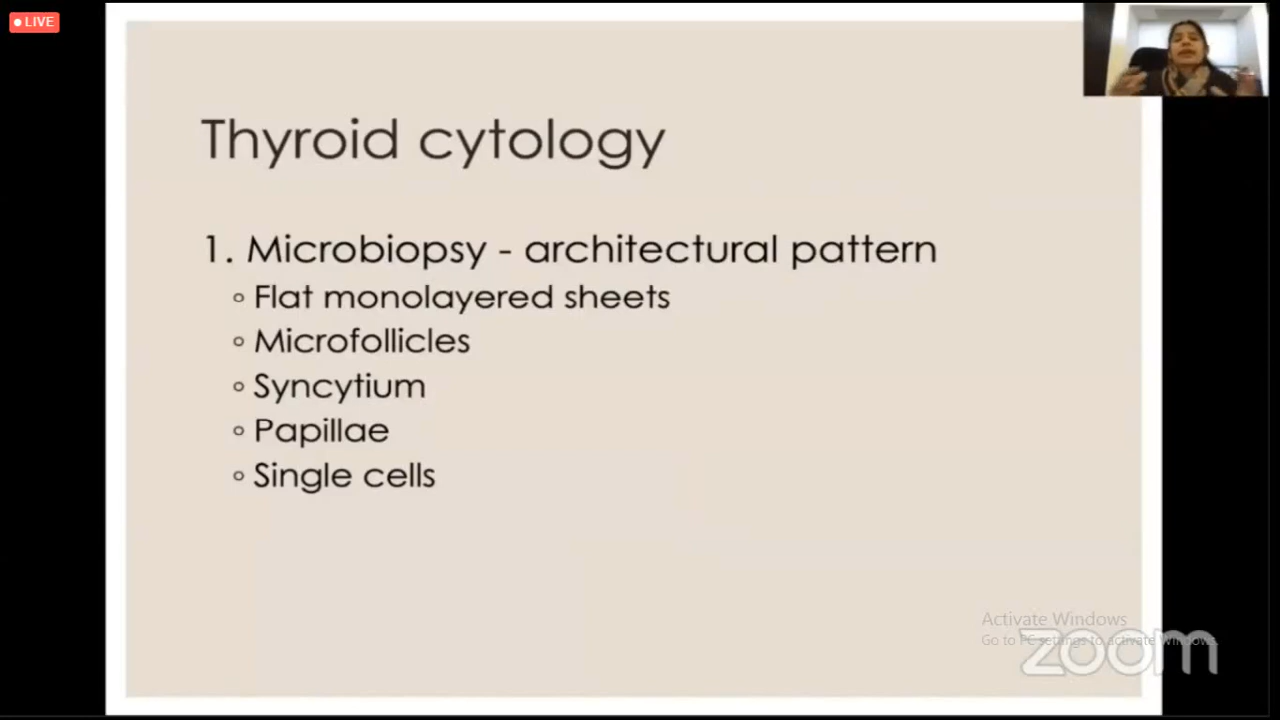 LIVE
Thyroid cytology
1. Microbiopsy - architectural pattern
Flat monolayered sheets
Microfollicles
Syncytium
Papillae
Single cells
Activate Windows
Go to PC settings to activate Windows.
zoom